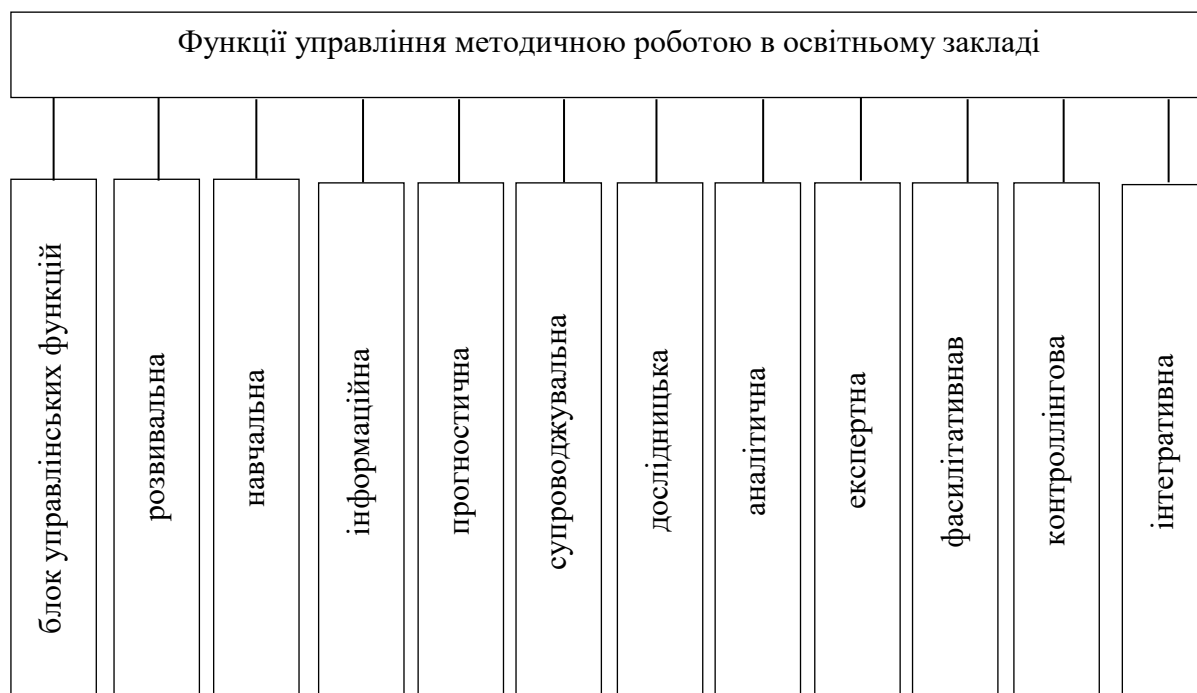 Функції управління методичною роботою в освітньому закладі
блок управлінських функцій
розвивальна
навчальна
інформаційна
прогностична
супроводжувальна
дослідницька
аналітична
експертна
фасилітативнав
контроллінгова
інтегративна